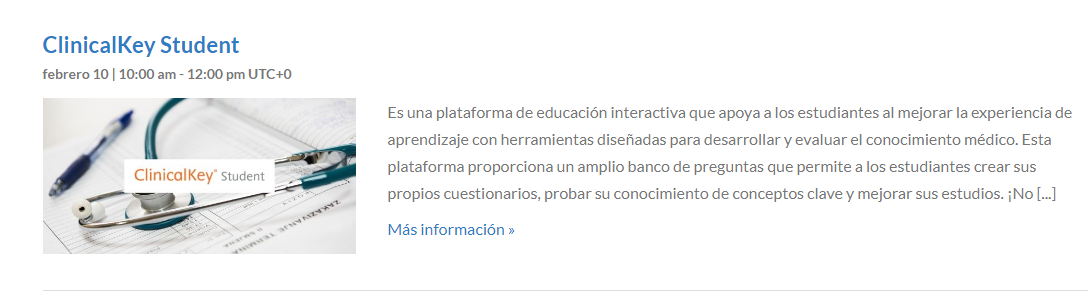 ClinicalKey Student
febrero 10 | 10:00 am - 12:00 pm UTC+0
ClinicalKey® Student
ZAKAZIVANJE TERMINA
Es una plataforma de educación interactiva que apoya a los estudiantes al mejorar la experiencia de
aprendizaje con herramientas diseñadas para desarrollar y evaluar el conocimiento médico. Esta
plataforma proporciona un amplio banco de preguntas que permite a los estudiantes crear sus
propios cuestionarios, probar su conocimiento de conceptos clave y mejorar sus estudios. ¡No [...]
Más información »